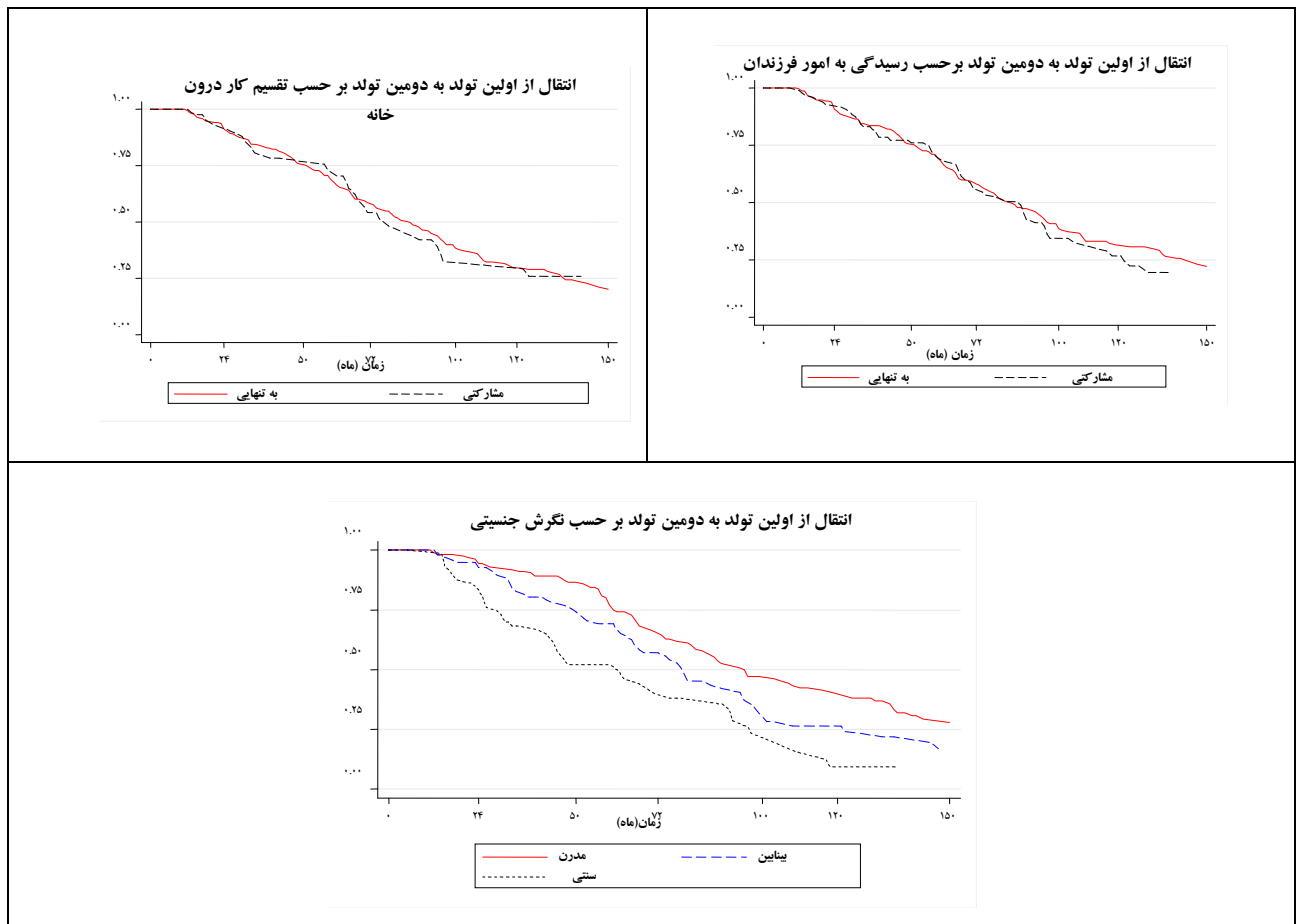 انتقال از اولین تولد به دومین تولد بر حسب تقسیم کار درون
خانه
۱.۰۰
۰.۷۵
۰.۵۰
۰.۲۵
۰.۰۰
۰ ۲۴ ۵۰ ۷۲ ۱۰۰ ۱۲۰ ۱۵۰
زمان (ماه)
به تنهایی مشارکتی
انتقال از اولین تولد به دومین تولد برحسب رسیدگی به امور فرزندان
۱.۰۰
۰.۷۵
۰.۵۰
۰.۲۵
۰.۰۰
۰ ۲۴ ۵۰ ۷۲ ۱۰۰ ۱۲۰ ۱۵۰
زمان (ماه)
به تنهایی مشارکتی
انتقال از اولین تولد به دومین تولد بر حسب نگرش جنسیتی
۱.۰۰
۰.۷۵
۰.۵۰
۰.۲۵
۰.۰۰
۰ ۲۴ ۵۰ ۷۲ ۱۰۰ ۱۲۰ ۱۵۰
زمان(ماه)
مدرن بینابین
سنتی